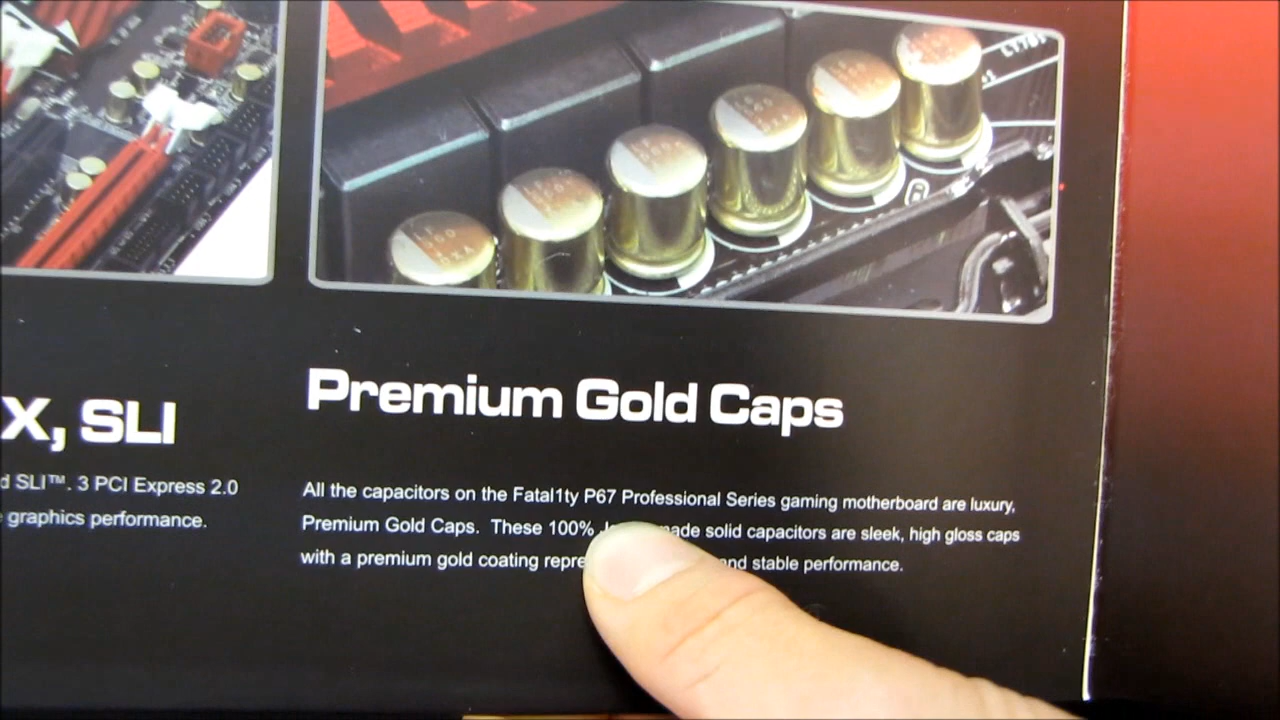 X, SLI
d SLI™. 3 PCI Express 2.0
graphics performance.
Premium Gold Caps
All the capacitors on the Fatal1ty P67 Professional Series gaming motherboard are luxury,
Premium Gold Caps. These 100% made solid capacitors are sleek, high gloss caps
with a premium gold coating repre and stable performance.